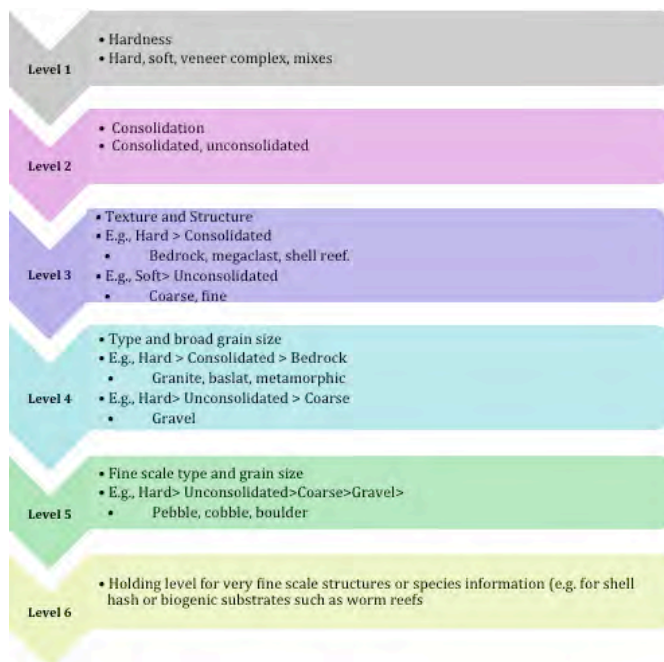 Level 1
• Hardness
• Hard, soft, veneer complex, mixes
Level 2
• Consolidation
• Consolidated, unconsolidated
Level 3
• Texture and Structure
• E.g., Hard > Consolidated
• Bedrock, megaclast, shell reef.
• E.g., Soft> Unconsolidated
• Coarse, fine
Level 4
• Type and broad grain size
• E.g., Hard > Consolidated > Bedrock
• Granite, baslat, metamorphic
• E.g., Hard> Unconsolidated > Coarse
• Gravel
Level 5
• Fine scale type and grain size
• E.g., Hard> Unconsolidated>Coarse>Gravel>
• Pebble, cobble, boulder
Level 6
• Holding level for very fine scale structures or species information (e.g. for shell
hash or biogenic substrates such as worm reefs